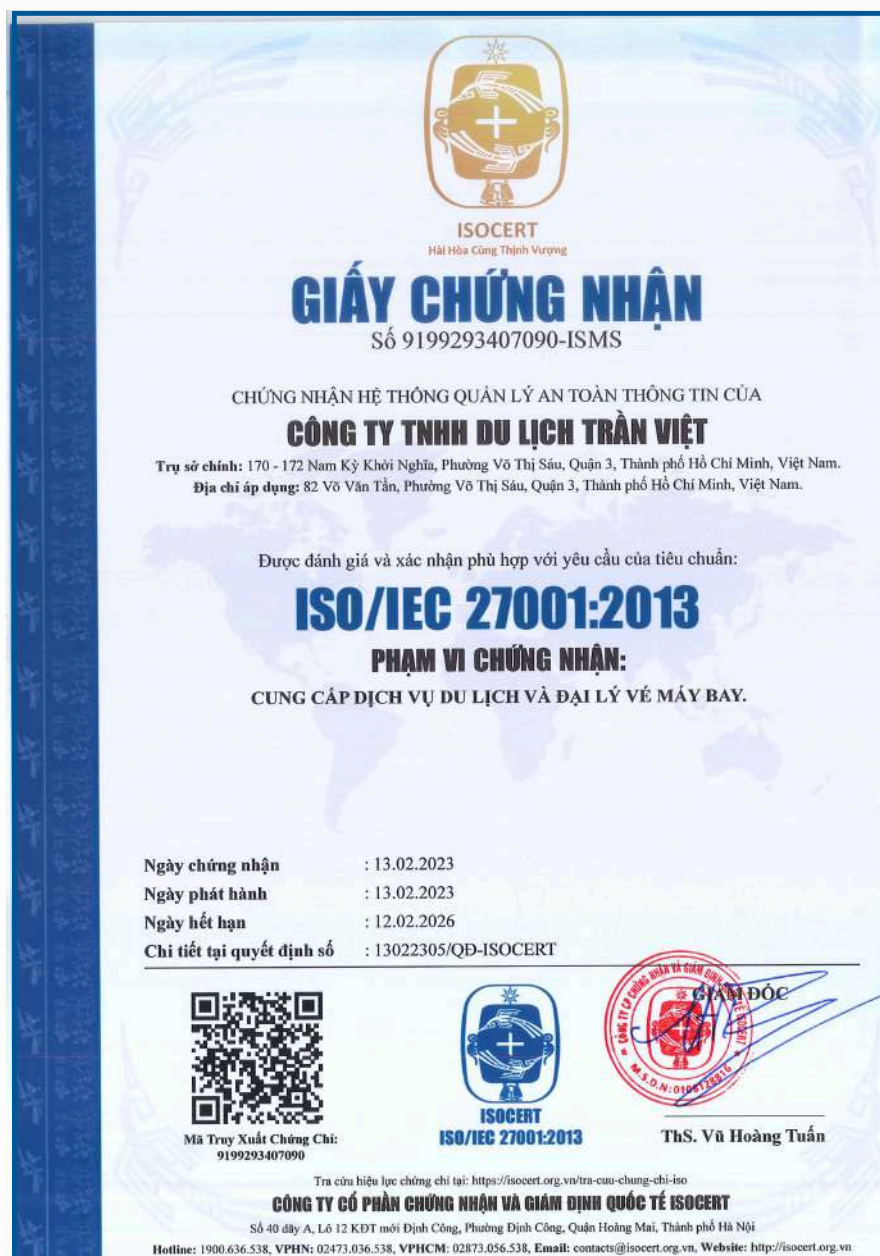 ISOCERT
Hài Hòa Cùng Thịnh Vượng
GIẤY CHỨNG NHẬN
Số 9199293407090-ISMS
CHỨNG NHẬN HỆ THỐNG QUẢN LÝ AN TOÀN THÔNG TIN CỦA
CÔNG TY TNHH DU LỊCH TRẦN VIỆT
Trụ sở chính: 170 - 172 Nam Kỳ Khởi Nghĩa, Phường Võ Thị Sáu, Quận 3, Thành phố Hồ Chí Minh, Việt Nam.
Địa chỉ áp dụng: 82 Võ Văn Tần, Phường Võ Thị Sáu, Quận 3, Thành phố Hồ Chí Minh, Việt Nam.
Được đánh giá và xác nhận phù hợp với yêu cầu của tiêu chuẩn:
ISO/IEC 27001:2013
PHẠM VI CHỨNG NHẬN:
CUNG CẤP DỊCH VỤ DU LỊCH VÀ ĐẠI LÝ VÉ MÁY BAY.
Ngày chứng nhận : 13.02.2023
Ngày phát hành : 13.02.2023
Ngày hết hạn : 12.02.2026
Chi tiết tại quyết định số : 13022305/QĐ-ISOCERT
GIÁM ĐỐC
CÔNG TY CP CHỨNG NHẬN VÀ GIÁM ĐỊNH
TẾ ISOCERT
M.S.D.N:0106128816
ISOCERT
ISO/IEC 27001:2013
Mã Truy Xuất Chứng Chỉ:
9199293407090
ThS. Vũ Hoàng Tuấn
Tra cứu hiệu lực chứng chỉ tại: https://isocert.org.vn/tra-cuu-chung-chi-iso
CÔNG TY CỔ PHẦN CHỨNG NHẬN VÀ GIÁM ĐỊNH QUỐC TẾ ISOCERT
Số 40 dãy A, Lô 12 KĐT mới Định Công, Phường Định Công, Quận Hoàng Mai, Thành phố Hà Nội
Hotline: 1900.636.538, VPHN: 02473.036.538, VPHCM: 02873.056.538, Email: contacts@isocert.org.vn, Website: http://isocert.org.vn